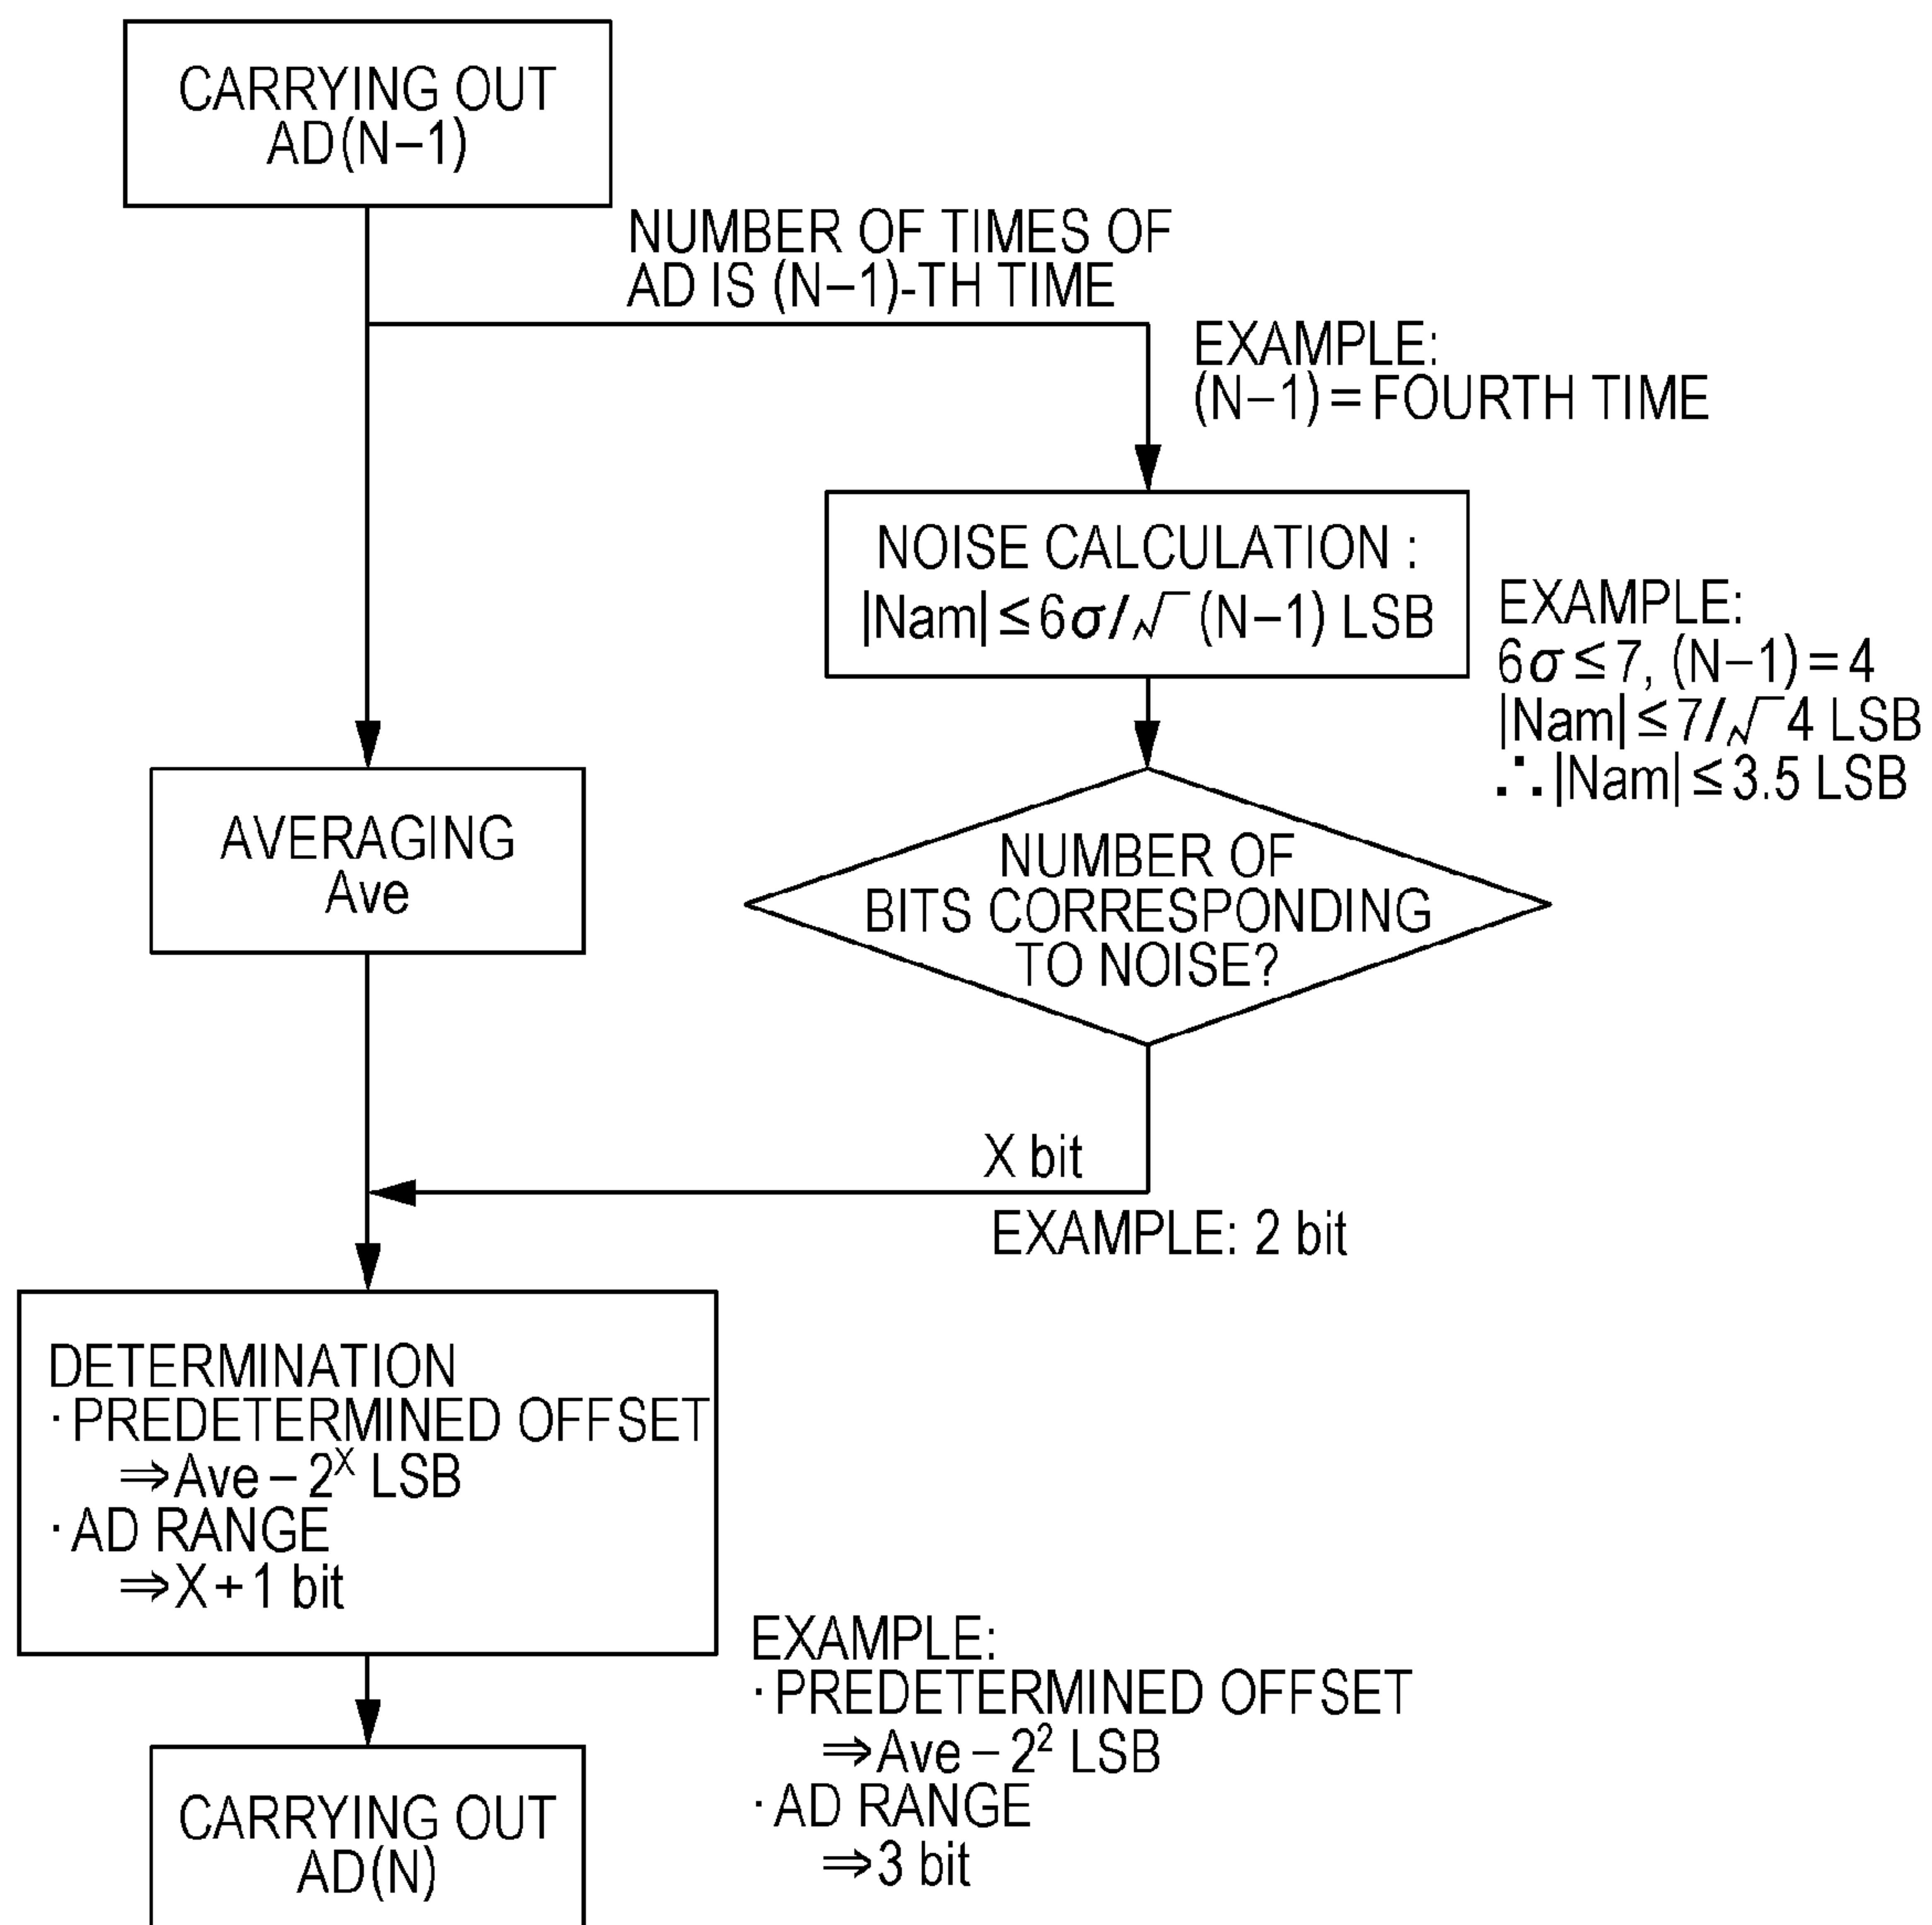 CARRYING OUT
AD(N−1)
NUMBER OF TIMES OF
AD IS (N−1)-TH TIME
EXAMPLE:
(N−1) = FOURTH TIME
NOISE CALCULATION :
|Nam| ≤ 6σ/√ (N−1) LSB
EXAMPLE:
6σ ≤ 7, (N−1) = 4
|Nam| ≤ 7/√4 LSB
∴ |Nam| ≤ 3.5 LSB
AVERAGING
Ave
NUMBER OF
BITS CORRESPONDING
TO NOISE?
X bit
EXAMPLE: 2 bit
DETERMINATION
· PREDETERMINED OFFSET
⇒ Ave − 2^X LSB
· AD RANGE
⇒ X + 1 bit
EXAMPLE:
· PREDETERMINED OFFSET
⇒ Ave − 2² LSB
· AD RANGE
⇒ 3 bit
CARRYING OUT
AD(N)